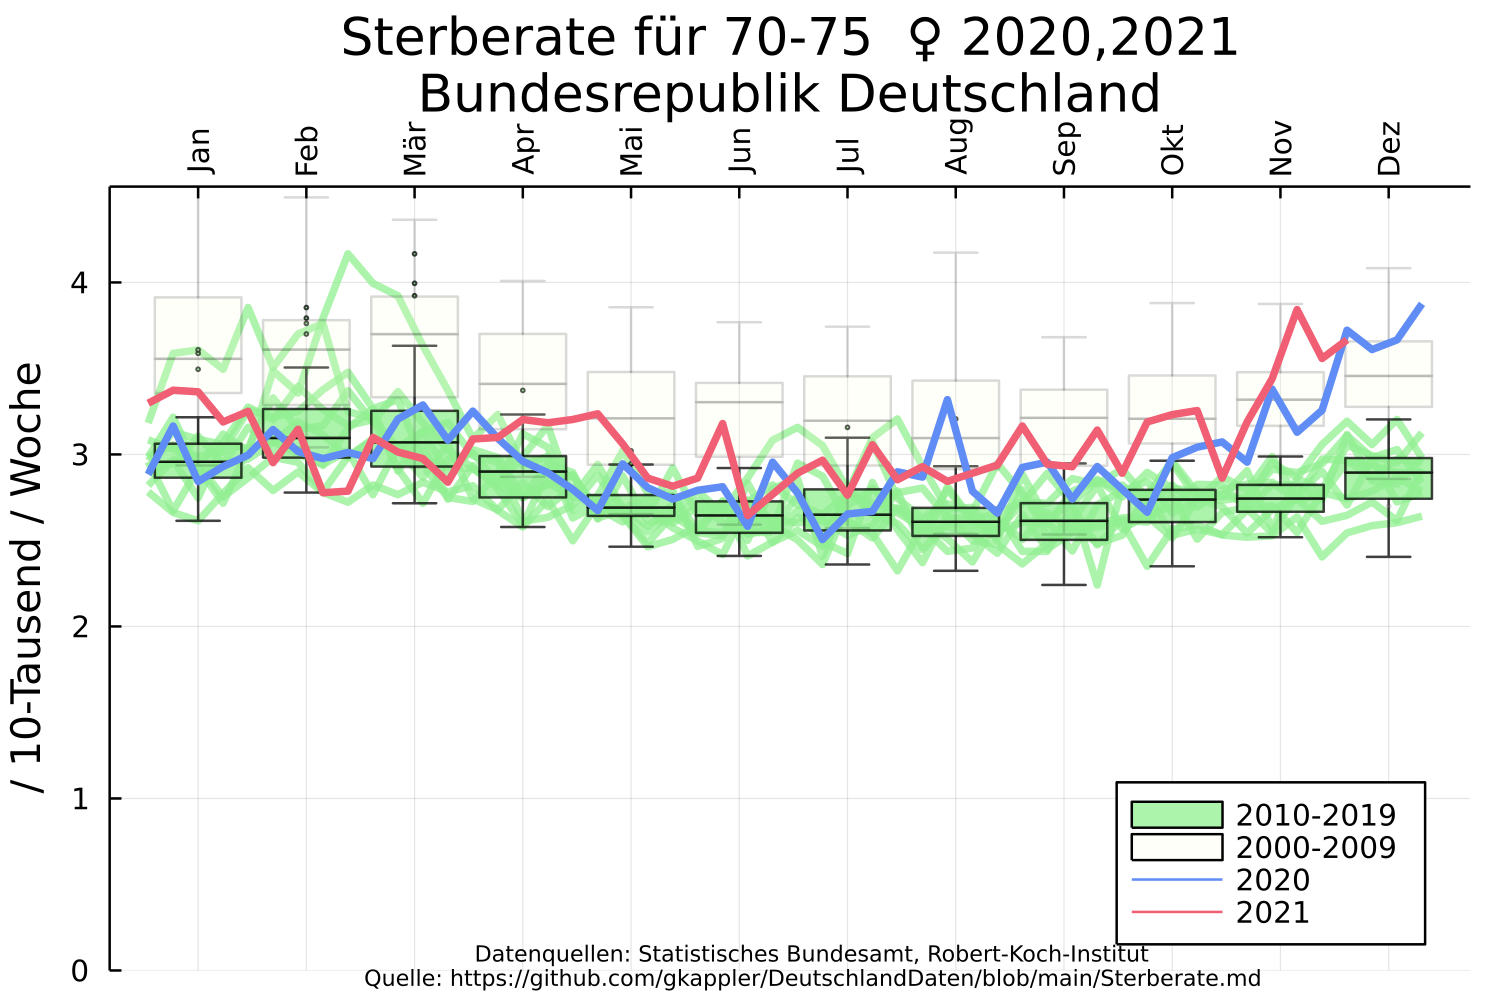 Sterberate für 70-75 ♀ 2020,2021
Bundesrepublik Deutschland
Jan Feb Mär Apr Mai Jun Jul Aug Sep Okt Nov Dez
/ 10-Tausend / Woche
4
3
2
1
0
2010-2019
2000-2009
2020
2021
Datenquellen: Statistisches Bundesamt, Robert-Koch-Institut
Quelle: https://github.com/gkappler/DeutschlandDaten/blob/main/Sterberate.md